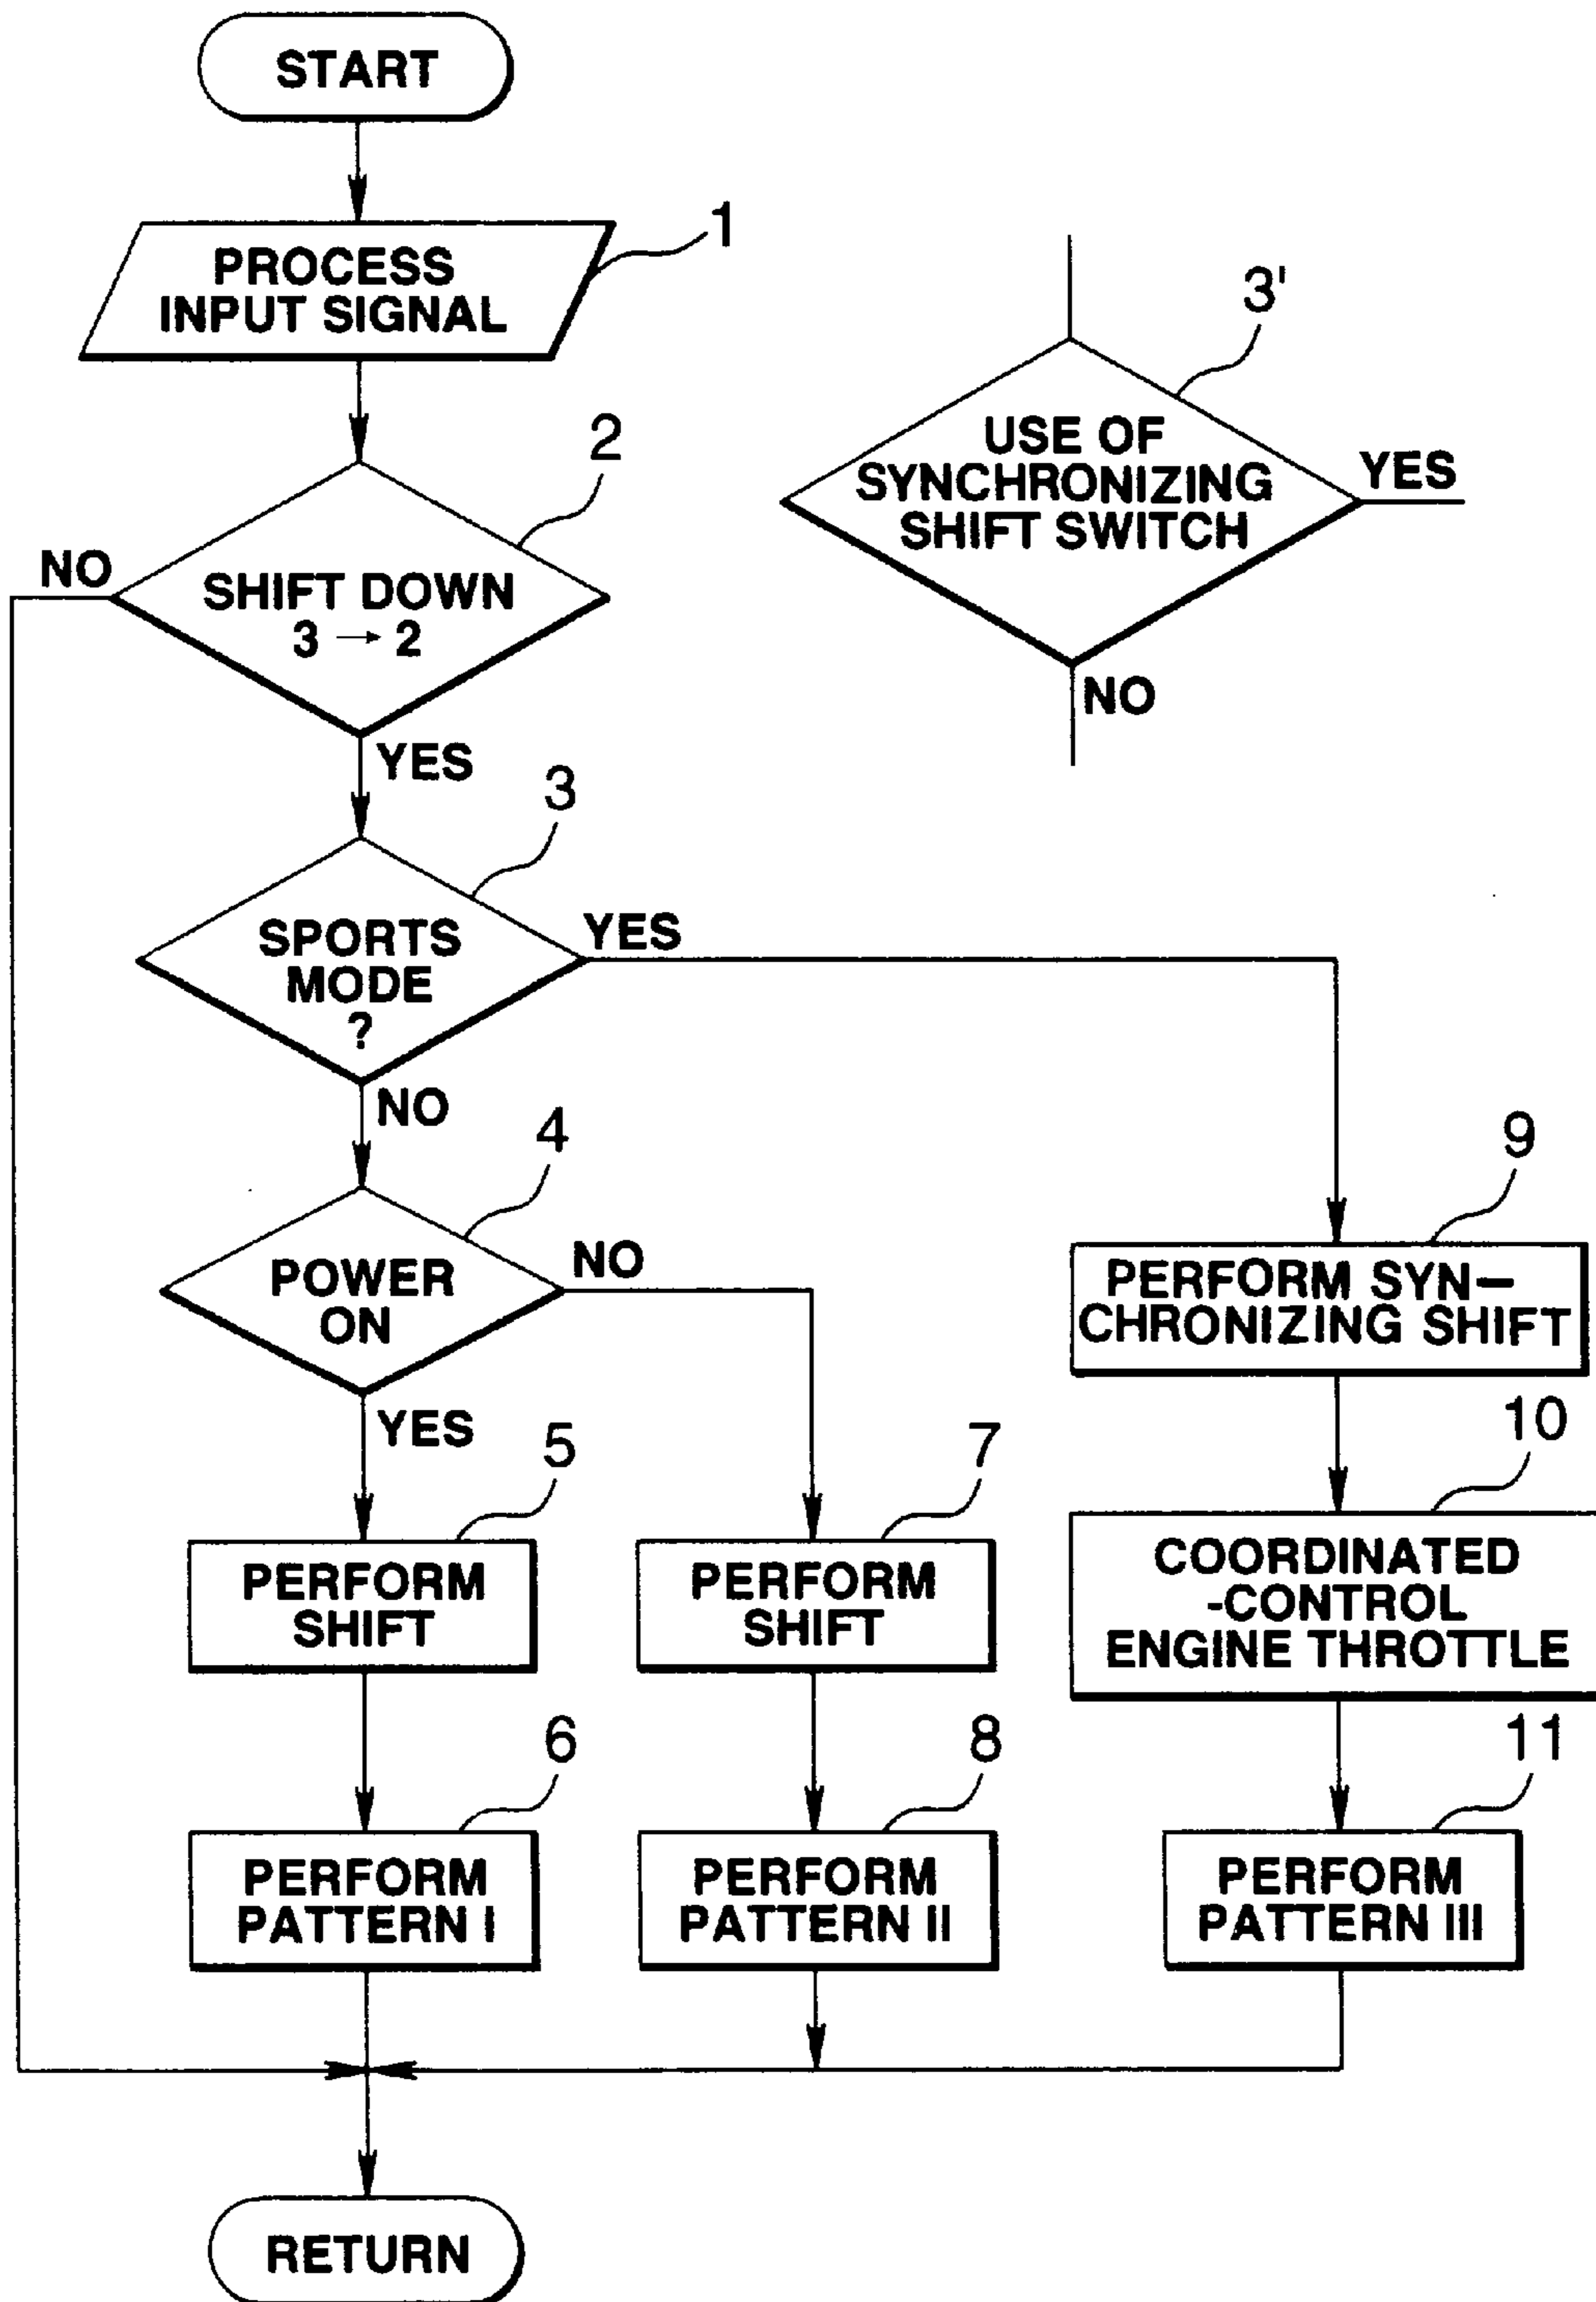 START
1
PROCESS
INPUT SIGNAL
3'
USE OF
SYNCHRONIZING
SHIFT SWITCH
YES
NO
2
NO
SHIFT DOWN
3 → 2
YES
3
SPORTS
MODE
?
YES
NO
4
POWER
ON
NO
YES
9
PERFORM SYN-
CHRONIZING SHIFT
5
PERFORM
SHIFT
7
PERFORM
SHIFT
10
COORDINATED
-CONTROL
ENGINE THROTTLE
6
PERFORM
PATTERN I
8
PERFORM
PATTERN II
11
PERFORM
PATTERN III
RETURN